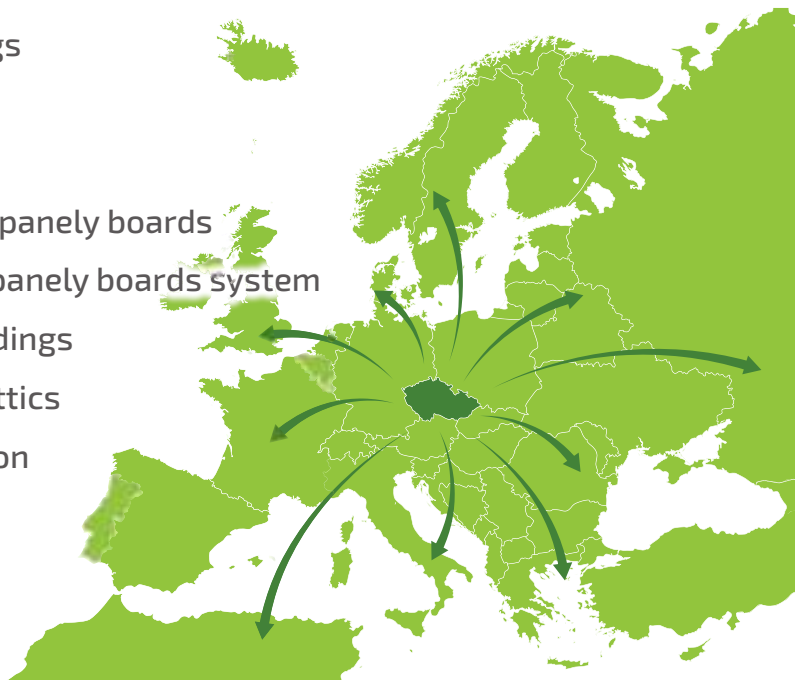 gs
panely boards
panely boards system
dings
ttics
on